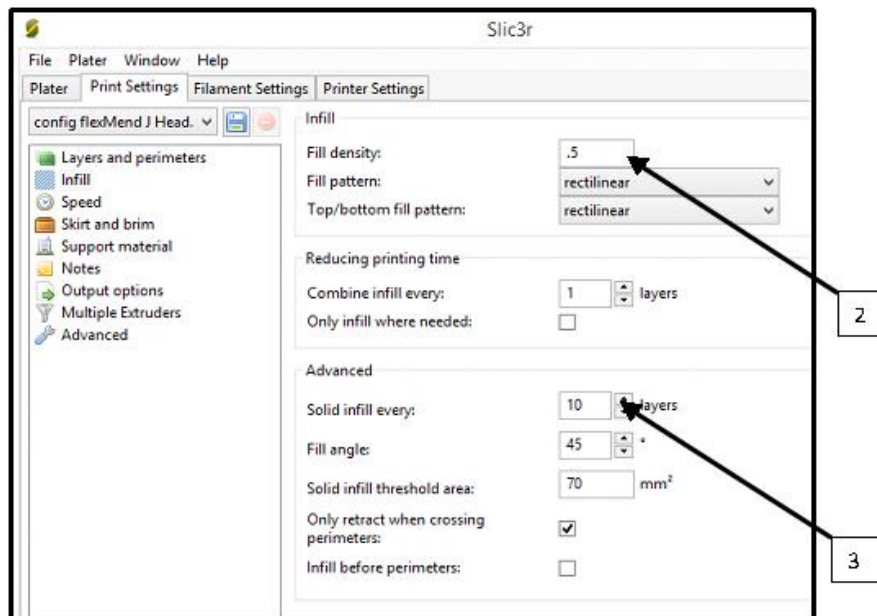 Slic3r
File Plater Window Help
Plater Print Settings Filament Settings Printer Settings
config flexMend J Head.
Layers and perimeters
Infill
Speed
Skirt and brim
Support material
Notes
Output options
Multiple Extruders
Advanced
Infill
Fill density: .5
Fill pattern: rectilinear
Top/bottom fill pattern: rectilinear
Reducing printing time
Combine infill every: 1 layers
Only infill where needed:
Advanced
Solid infill every: 10 layers
Fill angle: 45 °
Solid infill threshold area: 70 mm²
Only retract when crossing
perimeters:
Infill before perimeters:
2
3